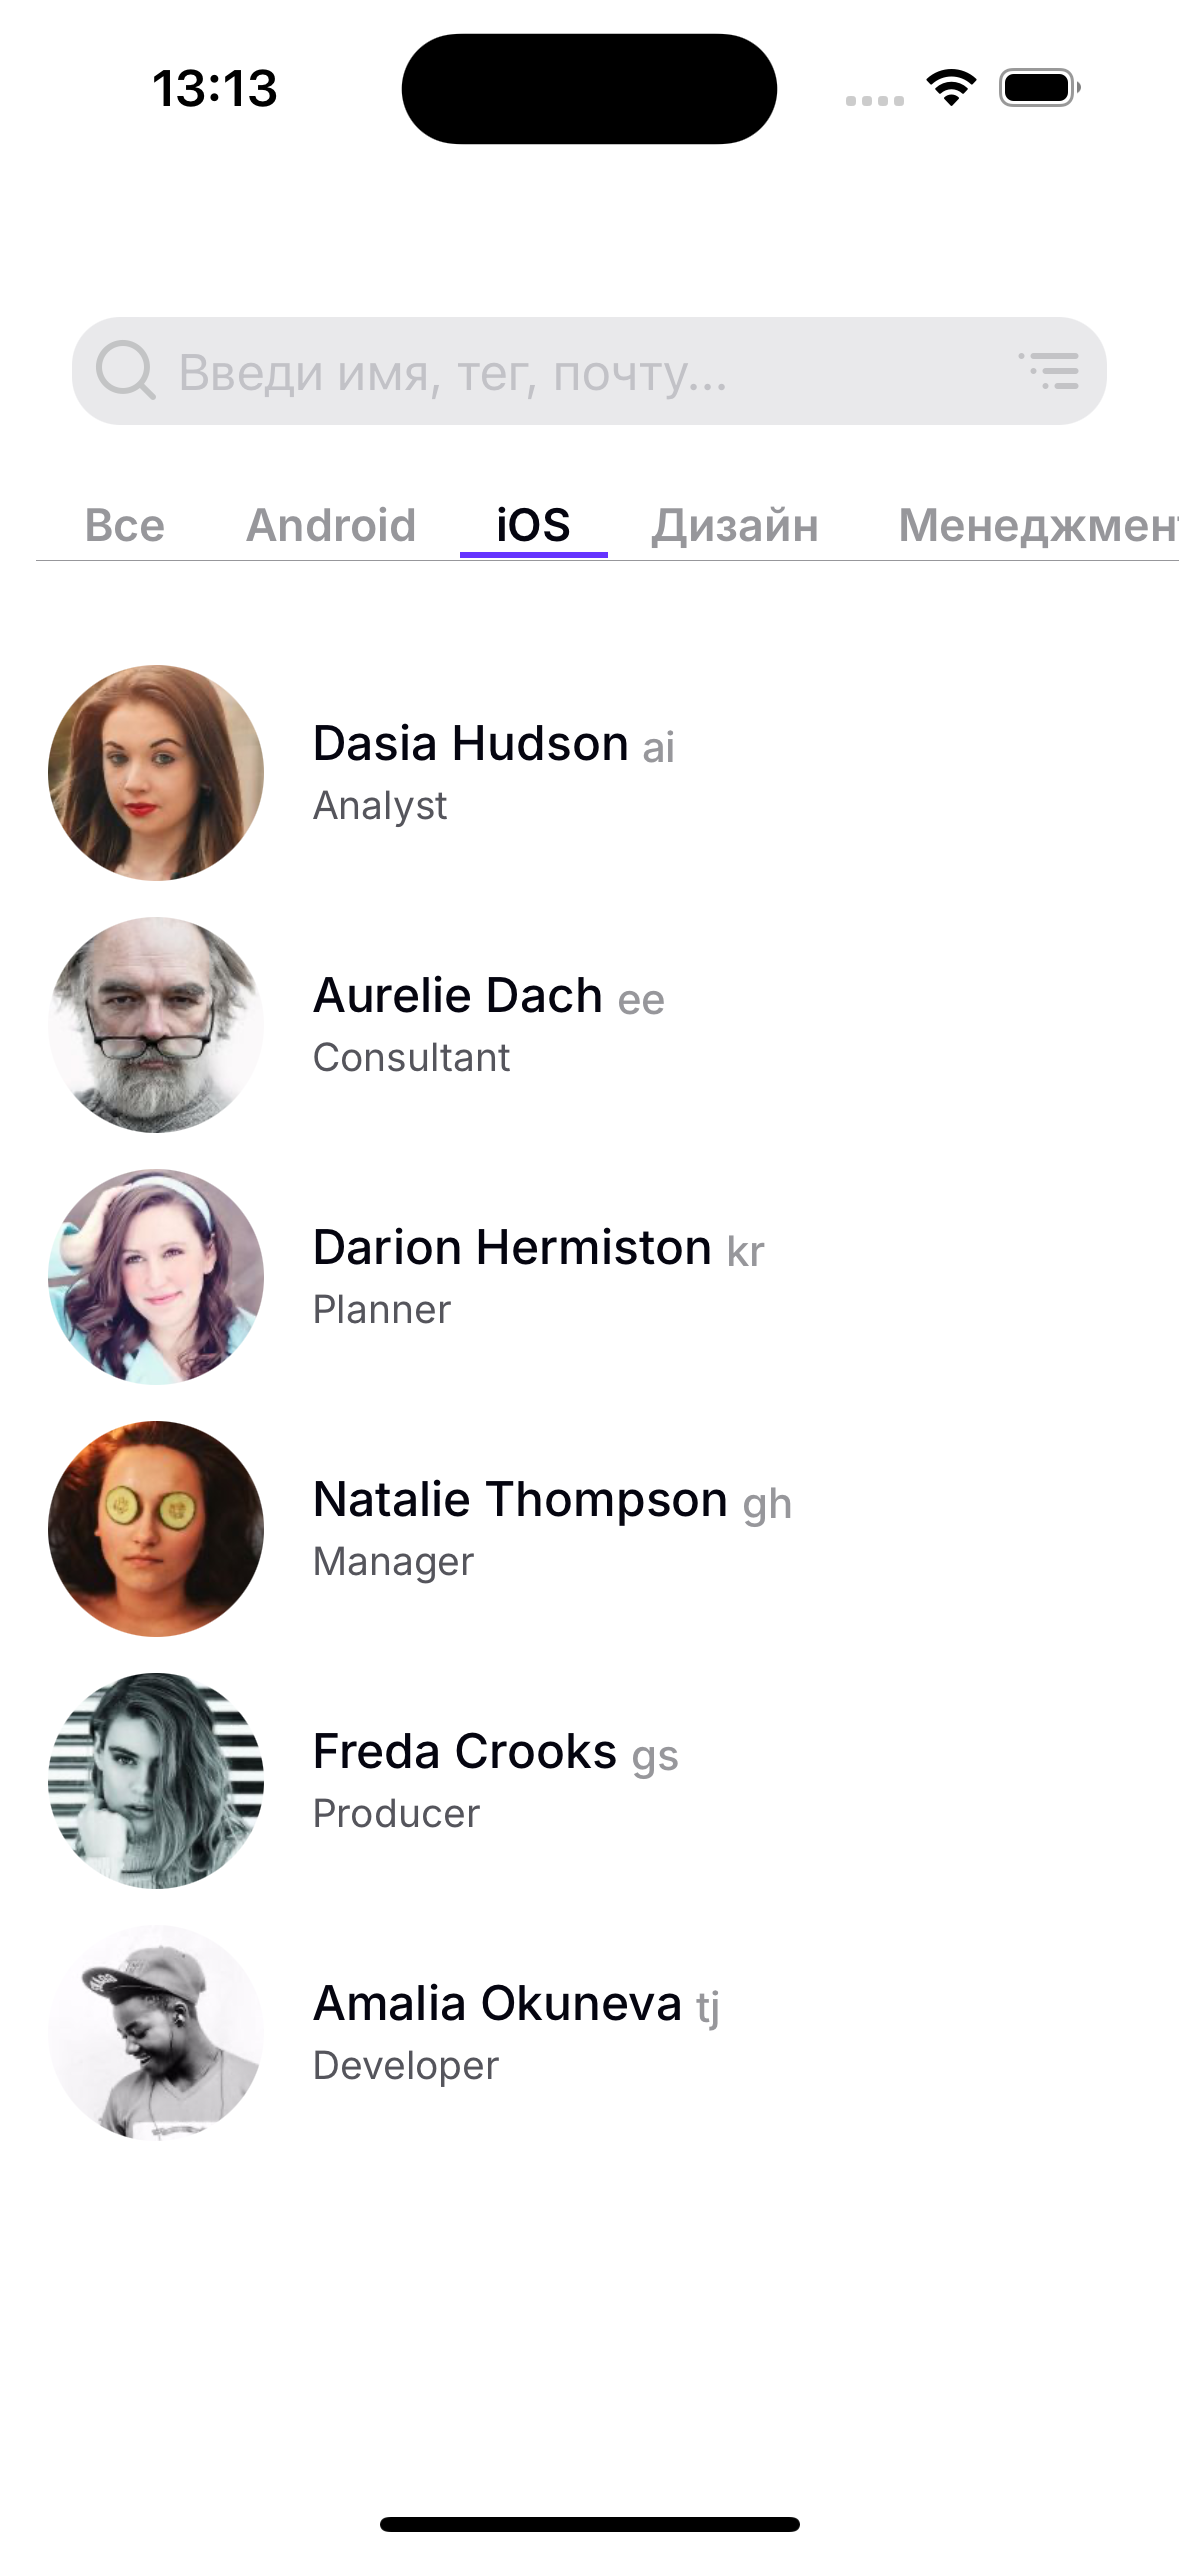 13:13
Введи имя, тег, почту...
Все Android iOS Дизайн Менеджмент
Dasia Hudson ai
Analyst
Aurelie Dach ee
Consultant
Darion Hermiston kr
Planner
Natalie Thompson gh
Manager
Freda Crooks gs
Producer
Amalia Okuneva tj
Developer